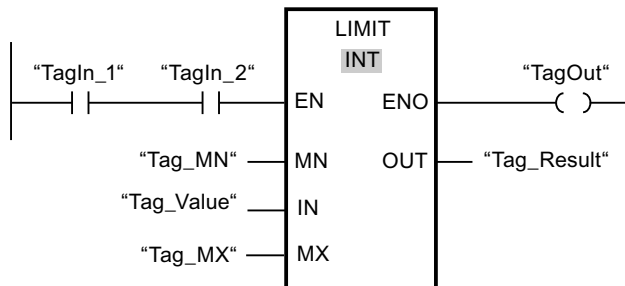 LIMIT
INT
“TagIn_1“ “TagIn_2“ “TagOut“
EN ENO
“Tag_MN“ MN OUT “Tag_Result“
“Tag_Value“ IN
“Tag_MX“ MX